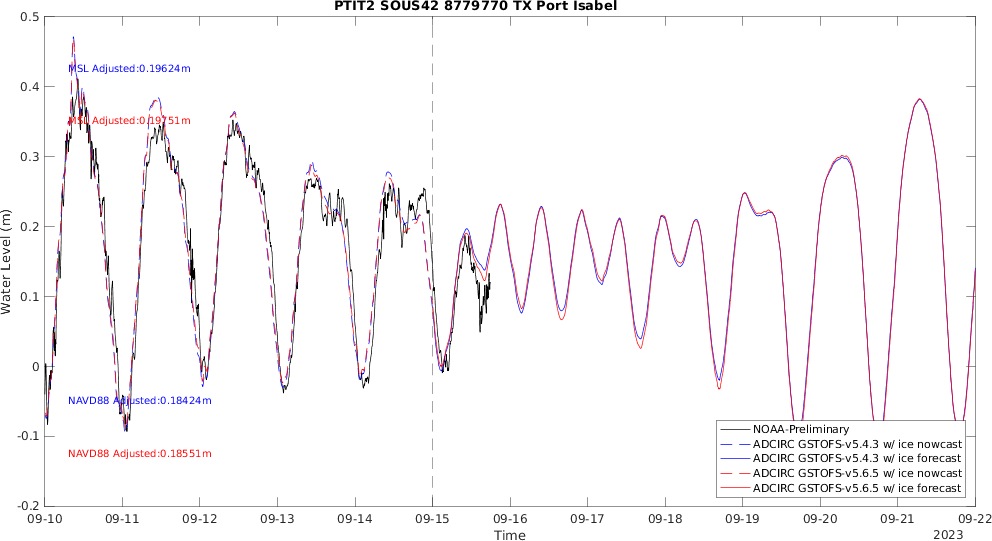 PTIT2 SOUS42 8779770 TX Port Isabel
0.5
0.4
0.3
0.2
0.1
0
-0.1
-0.2
Water Level (m)
MSL Adjusted:0.19624m
MSL Adjusted:0.19751m
NAVD88 Adjusted:0.18424m
NAVD88 Adjusted:0.18551m
NOAA-Preliminary
ADCIRC GSTOFS-v5.4.3 w/ ice nowcast
ADCIRC GSTOFS-v5.4.3 w/ ice forecast
ADCIRC GSTOFS-v5.6.5 w/ ice nowcast
ADCIRC GSTOFS-v5.6.5 w/ ice forecast
09-10 09-11 09-12 09-13 09-14 09-15 09-16 09-17 09-18 09-19 09-20 09-21 09-22
Time
2023